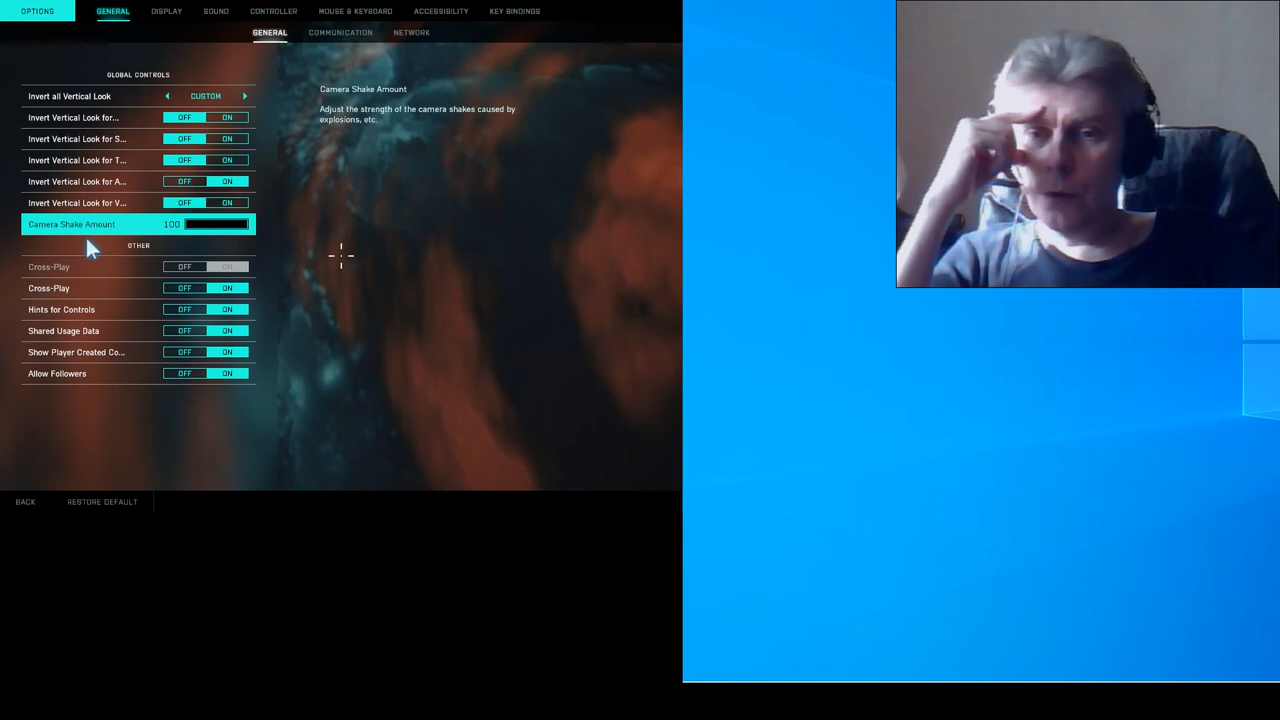 OPTIONS GENERAL DISPLAY SOUND CONTROLLER MOUSE & KEYBOARD ACCESSIBILITY KEY BINDINGS
GENERAL COMMUNICATION NETWORK
GLOBAL CONTROLS
Invert all Vertical Look CUSTOM
Invert Vertical Look for... OFF ON
Invert Vertical Look for S... OFF ON
Invert Vertical Look for T... OFF ON
Invert Vertical Look for A... OFF ON
Invert Vertical Look for V... OFF ON
Camera Shake Amount 100
OTHER
Cross-Play OFF ON
Cross-Play OFF ON
Hints for Controls OFF ON
Shared Usage Data OFF ON
Show Player Created Co... OFF ON
Allow Followers OFF ON
Camera Shake Amount
Adjust the strength of the camera shakes caused by
explosions, etc.
BACK RESTORE DEFAULT